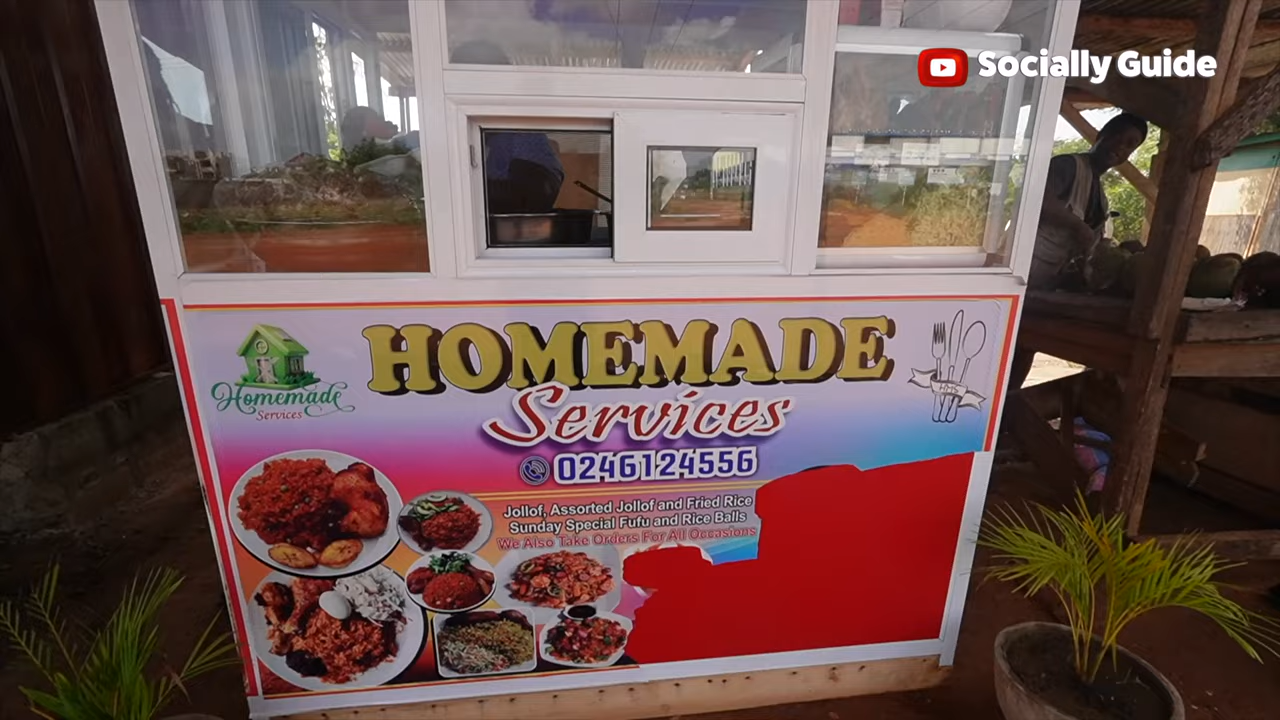 Socially Guide
HOMEMADE
Services
Homemade
Services
0246124556
Jollof, Assorted Jollof and Fried Rice
Sunday Special Fufu and Rice Balls
We Also Take Orders For All Occasions